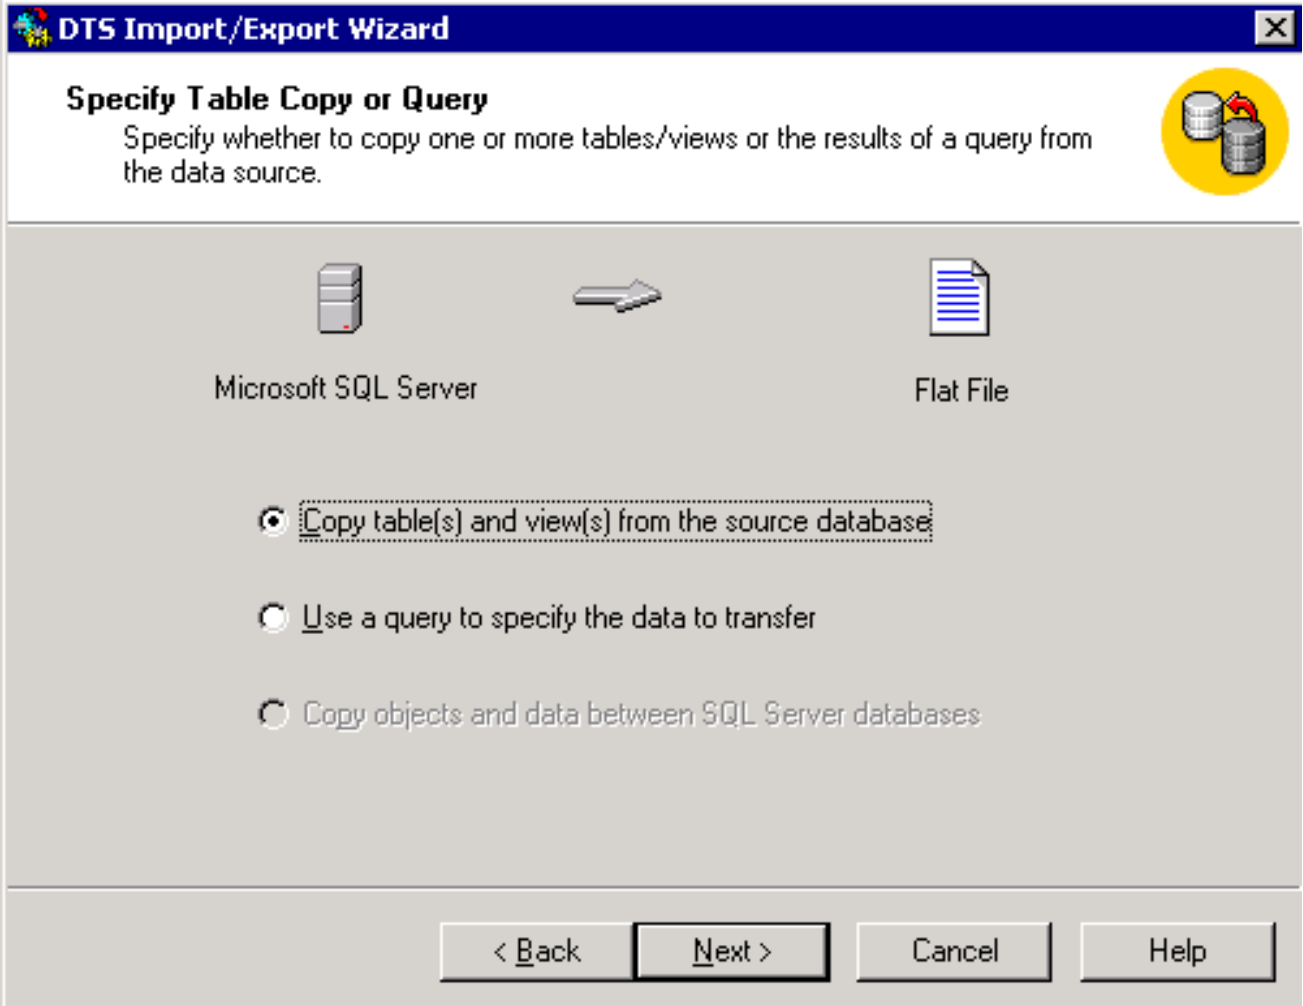 DTS Import/Export Wizard
Specify Table Copy or Query
Specify whether to copy one or more tables/views or the results of a query from
the data source.
Microsoft SQL Server
Flat File
Copy table(s) and view(s) from the source database
Use a query to specify the data to transfer
Copy objects and data between SQL Server databases
< Back
Next >
Cancel
Help